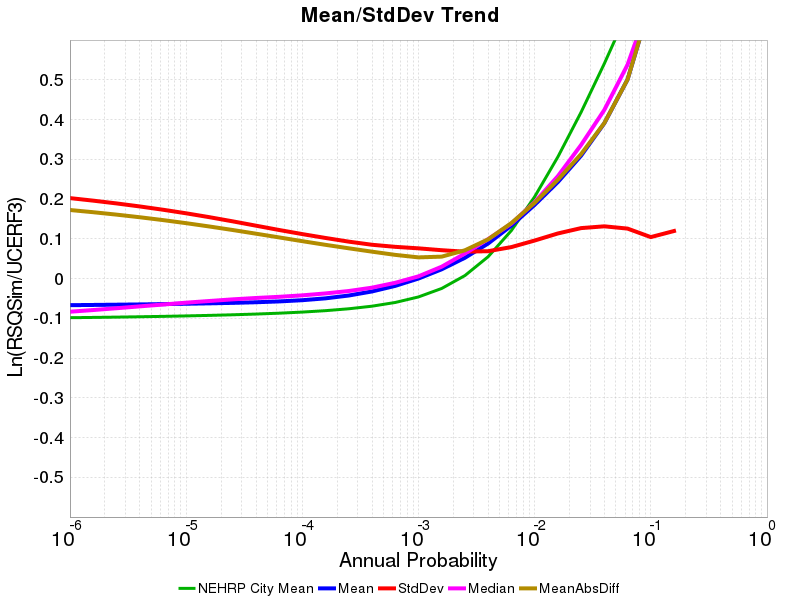 Mean/StdDev Trend
Ln(RSQSim/UCERF3)
0.5
0.4
0.3
0.2
0.1
0
-0.1
-0.2
-0.3
-0.4
-0.5
10-6 10-5 10-4 10-3 10-2 10-1 100
Annual Probability
NEHRP City Mean Mean StdDev Median MeanAbsDiff